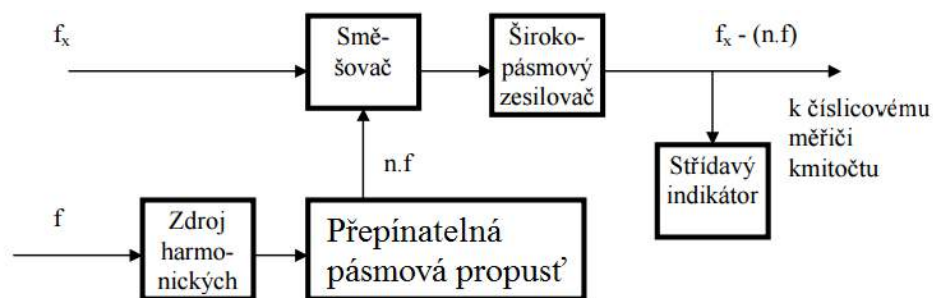 fx
Smě-
šovač
Široko-
pásmový
zesilovač
fx - (n.f)
k číslicovému
měřiči
kmitočtu
Střídavý
indikátor
n.f
f
Zdroj
harmo-
nických
Přepínatelná
pásmová propusť